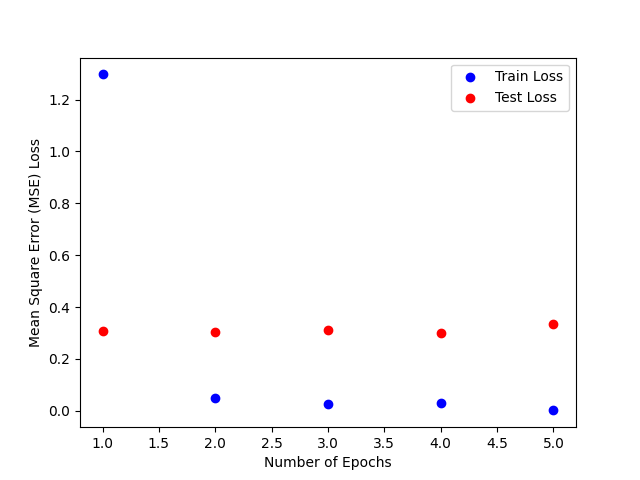 Train Loss
Test Loss
Mean Square Error (MSE) Loss
1.2
1.0
0.8
0.6
0.4
0.2
0.0
1.0 1.5 2.0 2.5 3.0 3.5 4.0 4.5 5.0
Number of Epochs